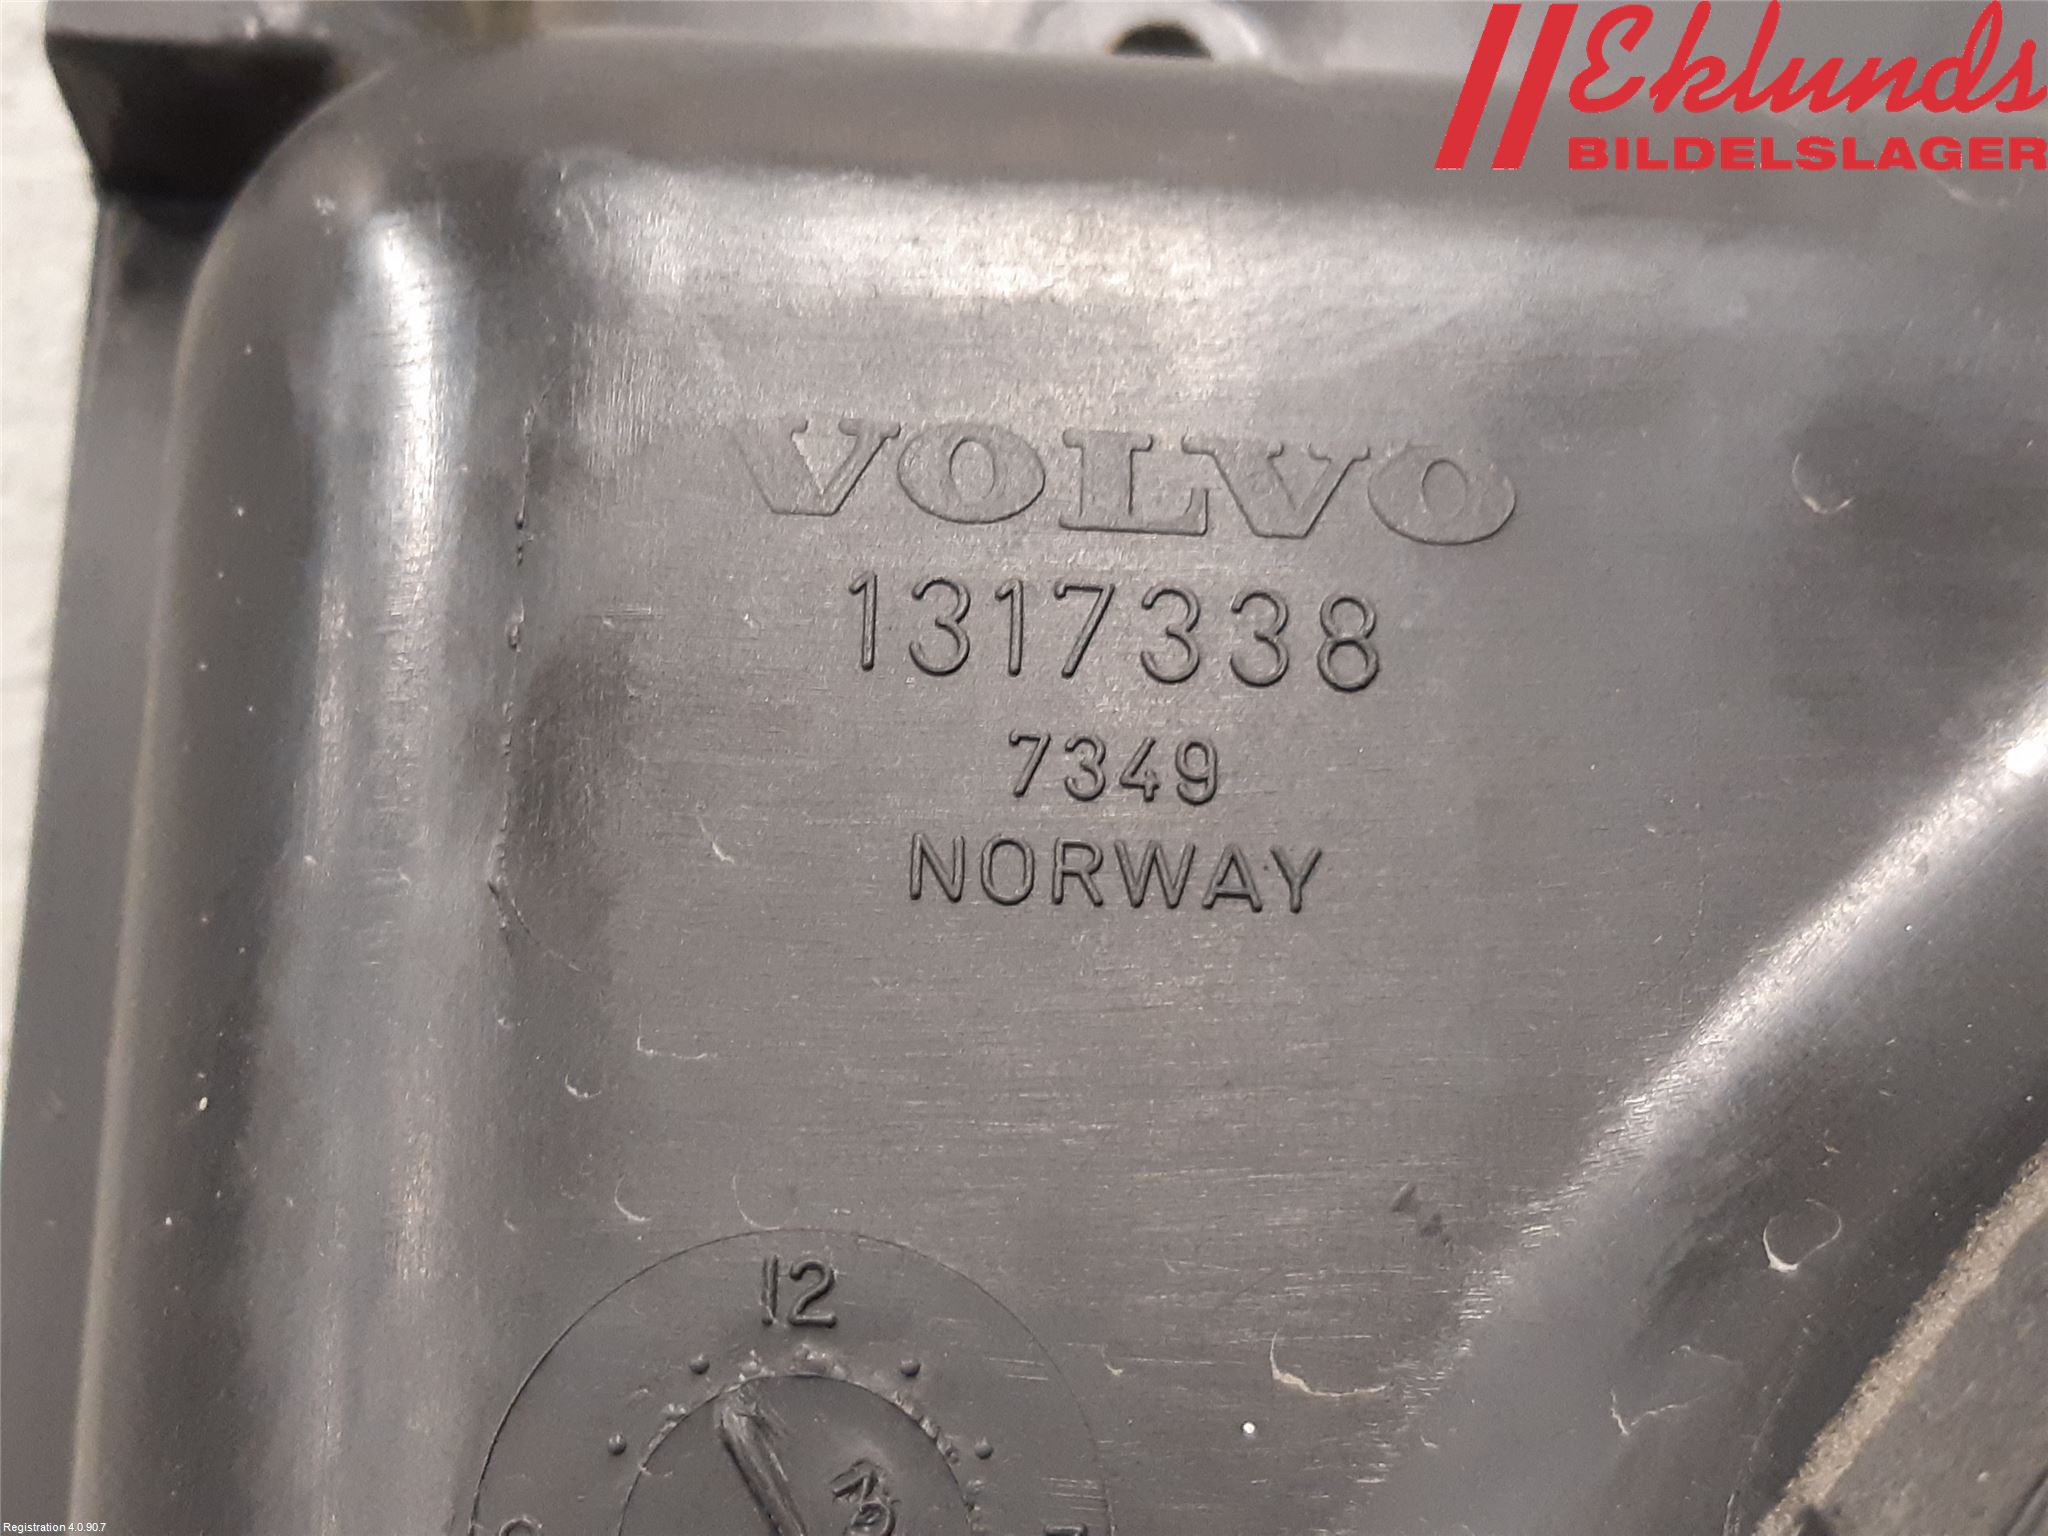 Eklunds
BILDELSLAGER
VOLVO
1317338
7349
NORWAY
12
Registration 4.0.90.7